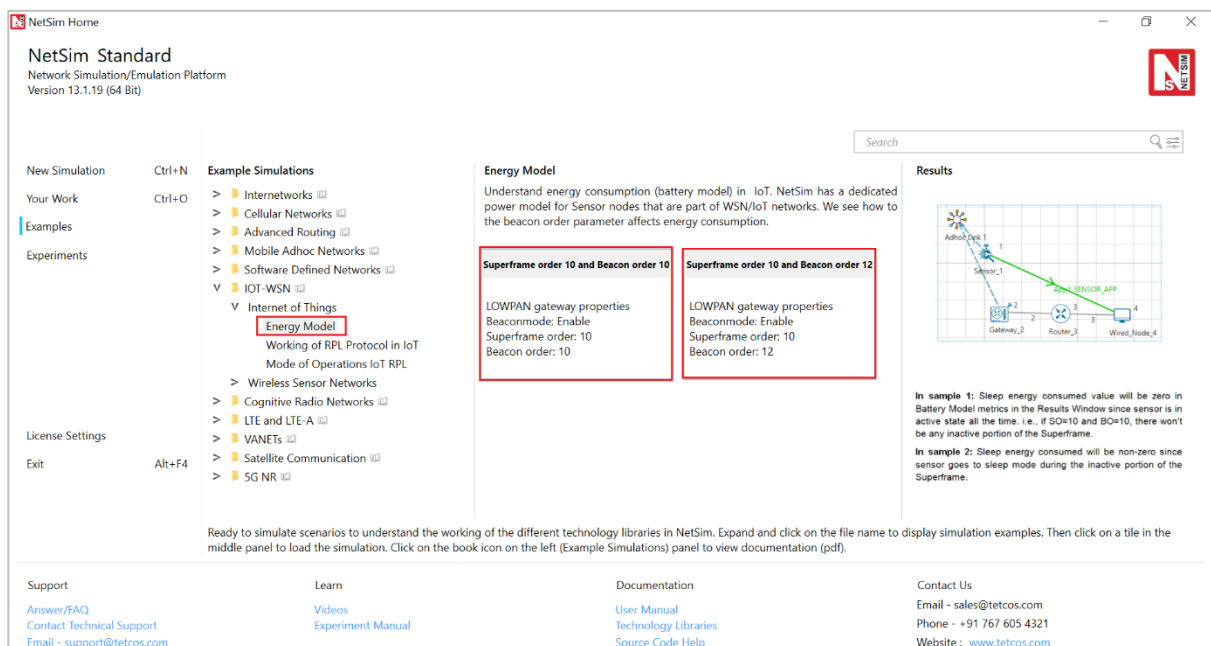 NetSim Home
NetSim Standard
Network Simulation/Emulation Platform
Version 13.1.19 (64 Bit)
NETSIM
Search
New Simulation Ctrl+N
Your Work Ctrl+O
Examples
Experiments
License Settings
Exit Alt+F4
Example Simulations
> Internetworks
> Cellular Networks
> Advanced Routing
> Mobile Adhoc Networks
> Software Defined Networks
v IOT-WSN
v Internet of Things
Energy Model
Working of RPL Protocol in IoT
Mode of Operations IoT RPL
> Wireless Sensor Networks
> Cognitive Radio Networks
> LTE and LTE-A
> VANETs
> Satellite Communication
> 5G NR
Energy Model
Understand energy consumption (battery model) in IoT. NetSim has a dedicated
power model for Sensor nodes that are part of WSN/IoT networks. We see how to
the beacon order parameter affects energy consumption.
Superframe order 10 and Beacon order 10
LOWPAN gateway properties
Beaconmode: Enable
Superframe order: 10
Beacon order: 10
Superframe order 10 and Beacon order 12
LOWPAN gateway properties
Beaconmode: Enable
Superframe order: 10
Beacon order: 12
Results
Adhoc Link 1
1
Sensor_1
App1 SENSOR_APP
2
2
3
3
4
Gateway_2
Router_3
Wired_Node_4
In sample 1: Sleep energy consumed value will be zero in
Battery Model metrics in the Results Window since sensor is in
active state all the time. i.e., if SO=10 and BO=10, there won't
be any inactive portion of the Superframe.
In sample 2: Sleep energy consumed will be non-zero since
sensor goes to sleep mode during the inactive portion of the
Superframe.
Ready to simulate scenarios to understand the working of the different technology libraries in NetSim. Expand and click on the file name to display simulation examples. Then click on a tile in the
middle panel to load the simulation. Click on the book icon on the left (Example Simulations) panel to view documentation (pdf).
Support
Answer/FAQ
Contact Technical Support
Email - support@tetcos.com
Learn
Videos
Experiment Manual
Documentation
User Manual
Technology Libraries
Source Code Help
Contact Us
Email - sales@tetcos.com
Phone - +91 767 605 4321
Website : www.tetcos.com